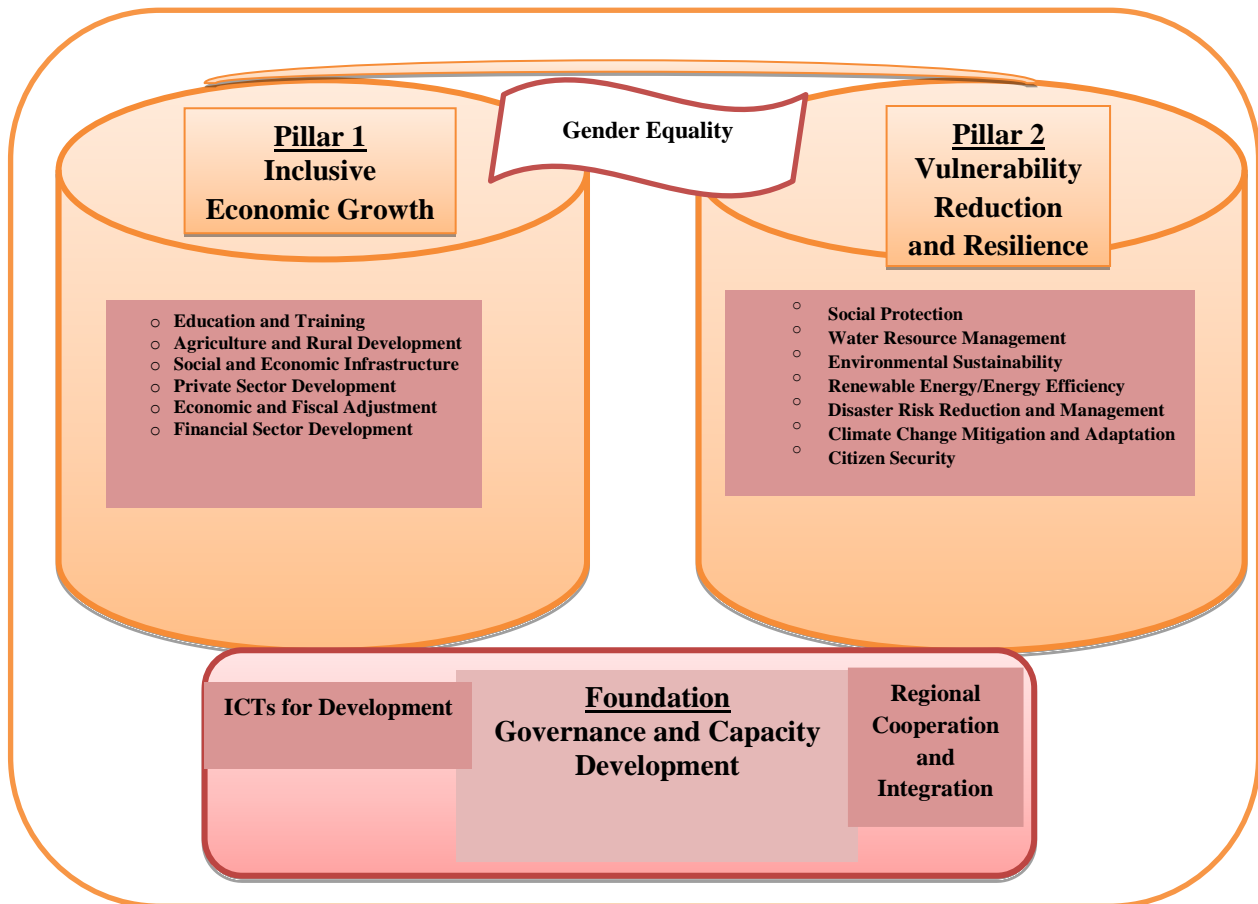 Gender Equality
Pillar 1
Inclusive
Economic Growth
○ Education and Training
○ Agriculture and Rural Development
○ Social and Economic Infrastructure
○ Private Sector Development
○ Economic and Fiscal Adjustment
○ Financial Sector Development
Pillar 2
Vulnerability
Reduction
and Resilience
○ Social Protection
○ Water Resource Management
○ Environmental Sustainability
○ Renewable Energy/Energy Efficiency
○ Disaster Risk Reduction and Management
○ Climate Change Mitigation and Adaptation
○ Citizen Security
ICTs for Development
Foundation
Governance and Capacity
Development
Regional
Cooperation
and
Integration